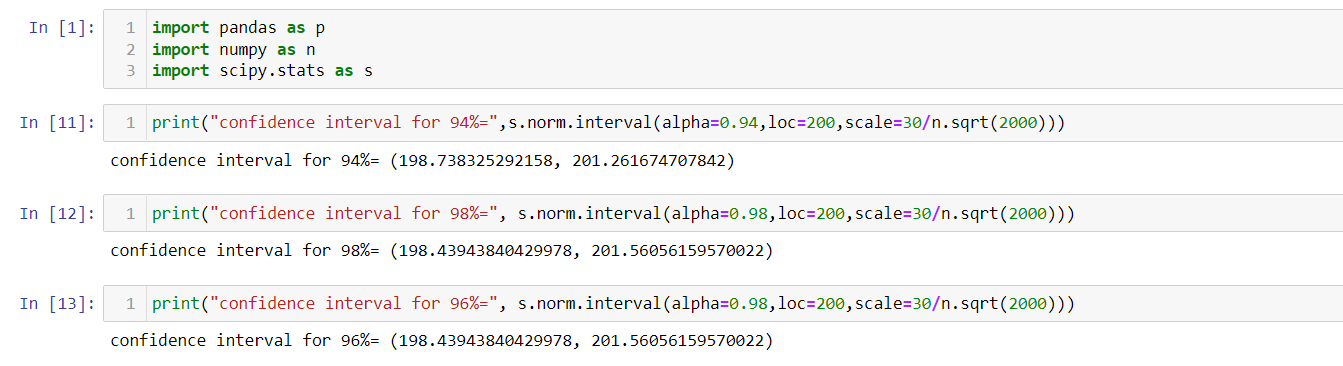 In [1]:
1 import pandas as p
2 import numpy as n
3 import scipy.stats as s
In [11]:
1 print("confidence interval for 94%=",s.norm.interval(alpha=0.94,loc=200,scale=30/n.sqrt(2000)))
confidence interval for 94%= (198.738325292158, 201.261674707842)
In [12]:
1 print("confidence interval for 98%=", s.norm.interval(alpha=0.98,loc=200,scale=30/n.sqrt(2000)))
confidence interval for 98%= (198.43943840429978, 201.56056159570022)
In [13]:
1 print("confidence interval for 96%=", s.norm.interval(alpha=0.98,loc=200,scale=30/n.sqrt(2000)))
confidence interval for 96%= (198.43943840429978, 201.56056159570022)